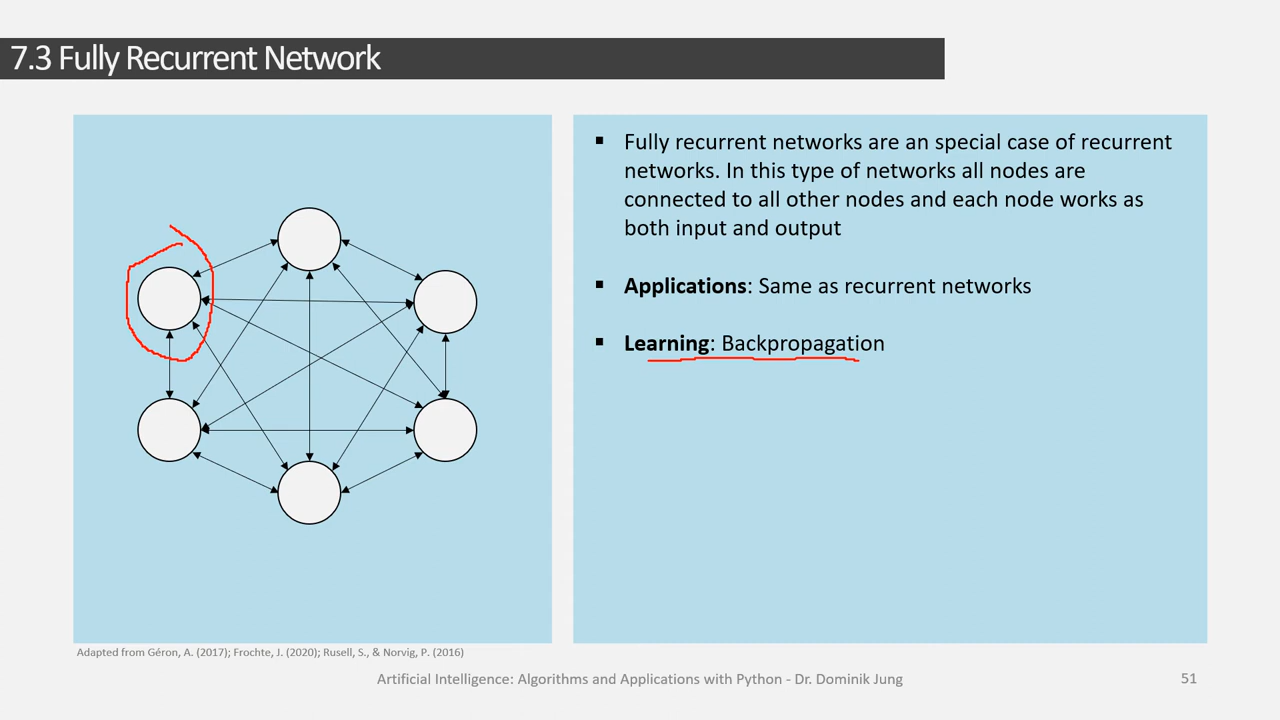 7.3 Fully Recurrent Network
▪ Fully recurrent networks are an special case of recurrent
networks. In this type of networks all nodes are
connected to all other nodes and each node works as
both input and output
▪ Applications: Same as recurrent networks
▪ Learning: Backpropagation
Adapted from Géron, A. (2017); Frochte, J. (2020); Rusell, S., & Norvig, P. (2016)
Artificial Intelligence: Algorithms and Applications with Python - Dr. Dominik Jung
51